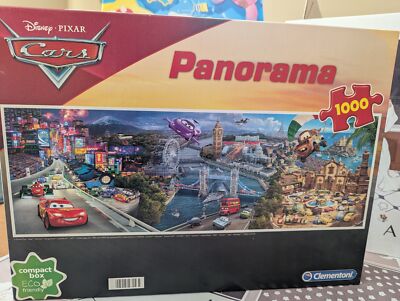 Disney • PIXAR
Cars
Panorama
1000
compact
box
ECO
friendly
Clementoni